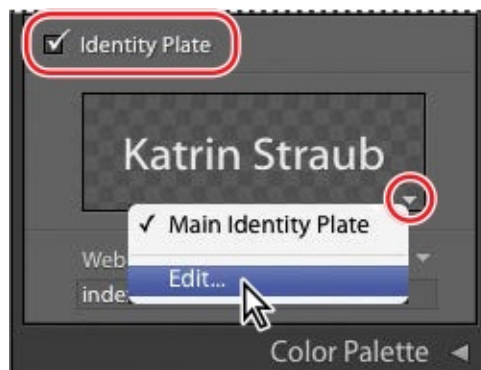 Identity Plate
Katrin Straub
✓ Main Identity Plate
Web
Edit...
inde
Color Palette